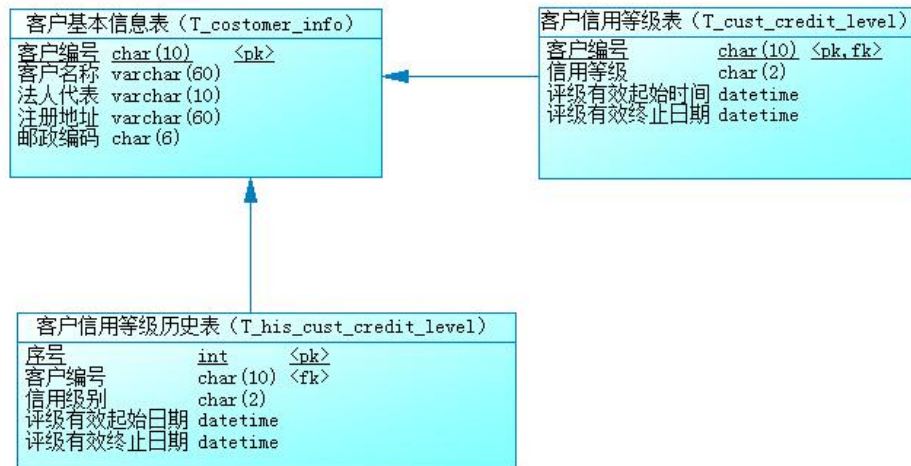 客户基本信息表（T_costomer_info）
客户编号 char(10) <pk>
客户名称 varchar(60)
法人代表 varchar(10)
注册地址 varchar(60)
邮政编码 char(6)
客户信用等级表（T_cust_credit_level）
客户编号 char(10) <pk,fk>
信用等级 char(2)
评级有效起始时间 datetime
评级有效终止日期 datetime
客户信用等级历史表（T_his_cust_credit_level）
序号 int <pk>
客户编号 char(10) <fk>
信用级别 char(2)
评级有效起始日期 datetime
评级有效终止日期 datetime